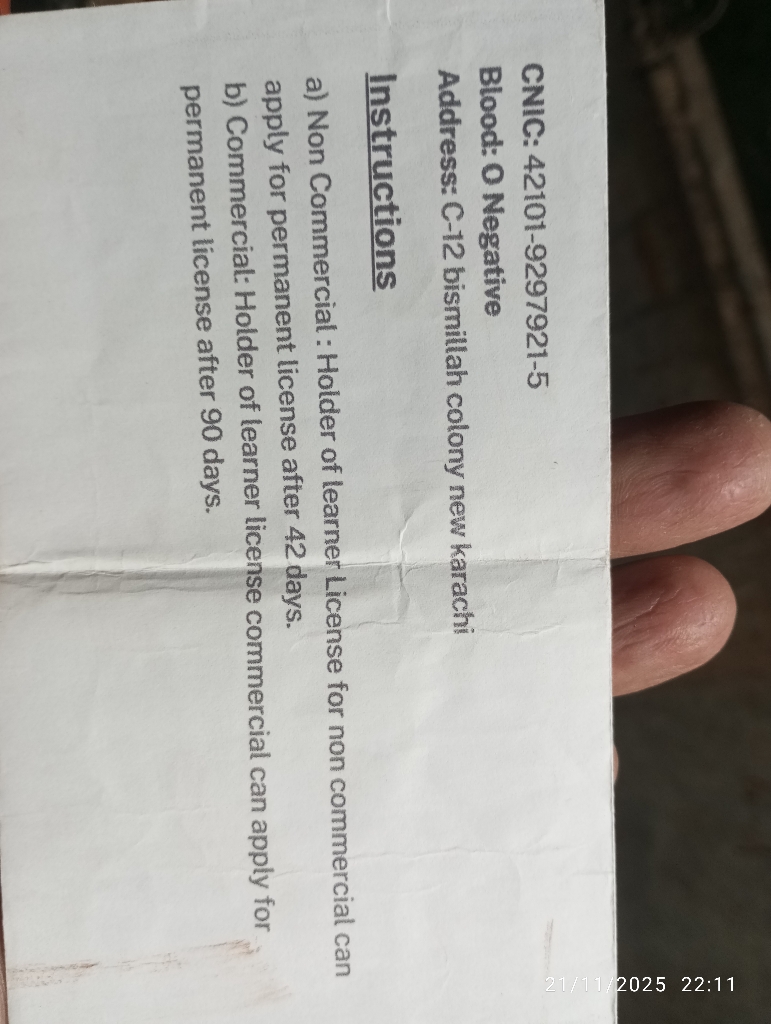 CNIC: 42101-9297921-5
Blood: O Negative
Address: C-12 bismillah colony new karachi
Instructions
a) Non Commercial : Holder of learner License for non commercial can
apply for permanent license after 42 days.
b) Commercial: Holder of learner license commercial can apply for
permanent license after 90 days.
21/11/2025 22:11